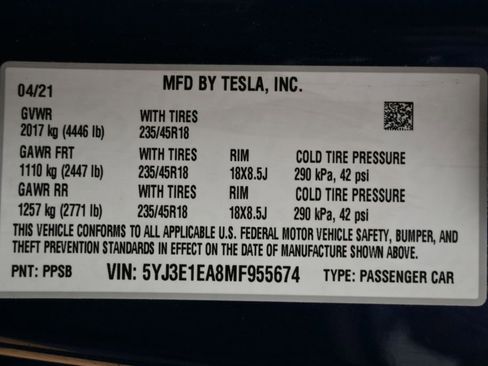 MFD BY TESLA, INC.
04/21
GVWR WITH TIRES
2017 kg (4446 lb) 235/45R18
GAWR FRT WITH TIRES RIM COLD TIRE PRESSURE
1110 kg (2447 lb) 235/45R18 18X8.5J 290 kPa, 42 psi
GAWR RR WITH TIRES RIM COLD TIRE PRESSURE
1257 kg (2771 lb) 235/45R18 18X8.5J 290 kPa, 42 psi
THIS VEHICLE CONFORMS TO ALL APPLICABLE U.S. FEDERAL MOTOR VEHICLE SAFETY, BUMPER, AND
THEFT PREVENTION STANDARDS IN EFFECT ON THE DATE OF MANUFACTURE SHOWN ABOVE.
PNT: PPSB VIN: 5YJ3E1EA8MF955674 TYPE: PASSENGER CAR